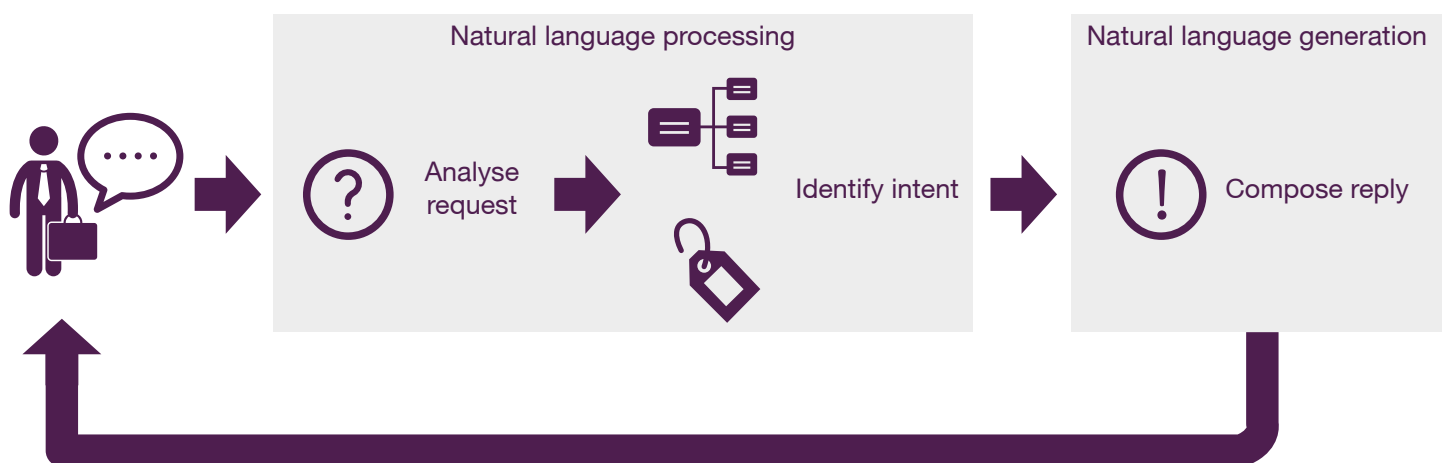 Natural language processing
Natural language generation
Analyse
request
Identify intent
Compose reply